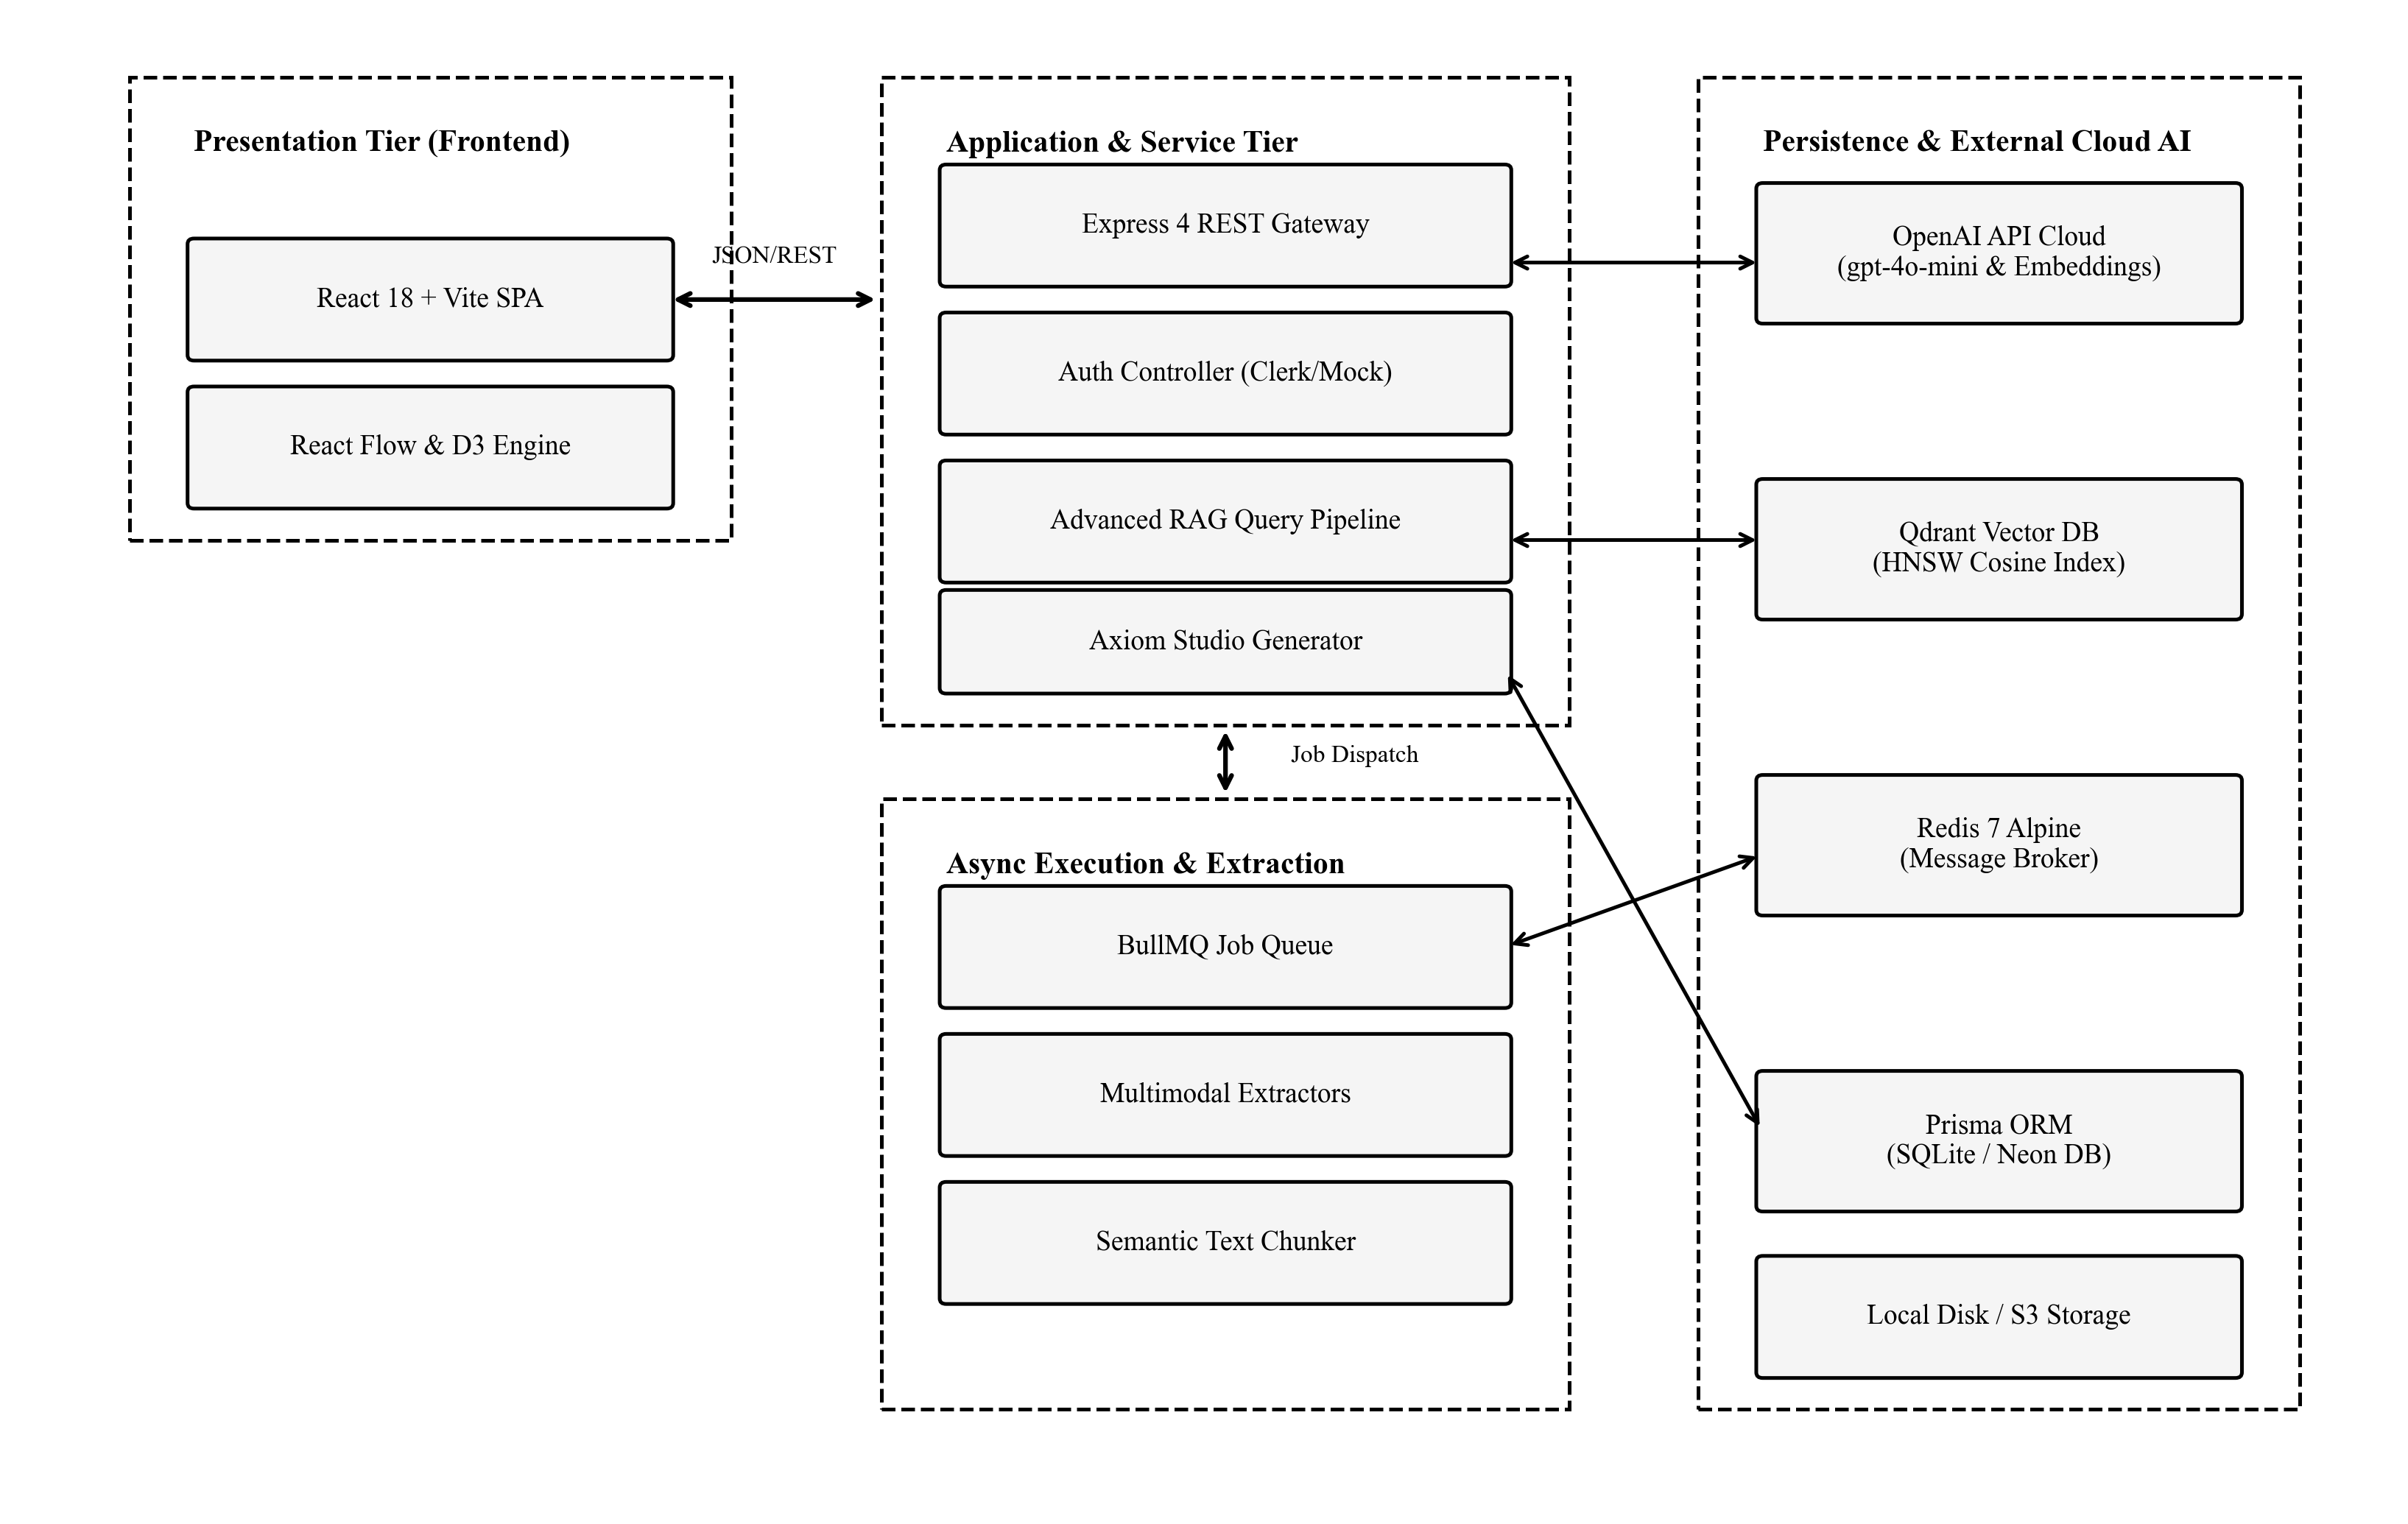 Presentation Tier (Frontend)
React 18 + Vite SPA
React Flow & D3 Engine
JSON/REST
Application & Service Tier
Express 4 REST Gateway
Auth Controller (Clerk/Mock)
Advanced RAG Query Pipeline
Axiom Studio Generator
Job Dispatch
Async Execution & Extraction
BullMQ Job Queue
Multimodal Extractors
Semantic Text Chunker
Persistence & External Cloud AI
OpenAI API Cloud
(gpt-4o-mini & Embeddings)
Qdrant Vector DB
(HNSW Cosine Index)
Redis 7 Alpine
(Message Broker)
Prisma ORM
(SQLite / Neon DB)
Local Disk / S3 Storage